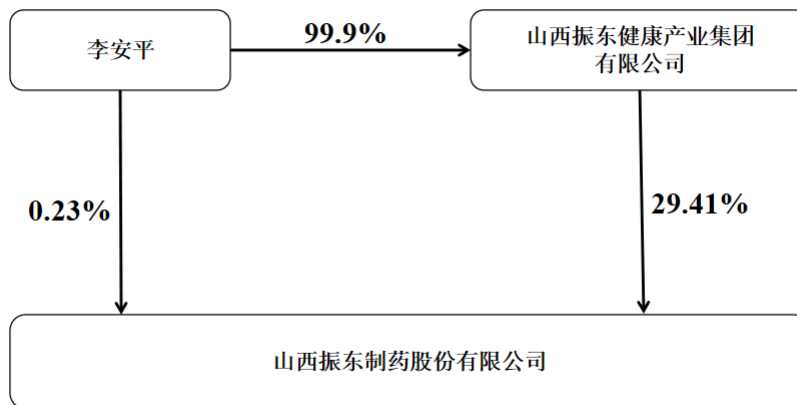 李安平
99.9%
山西振东健康产业集团
有限公司
0.23%
29.41%
山西振东制药股份有限公司